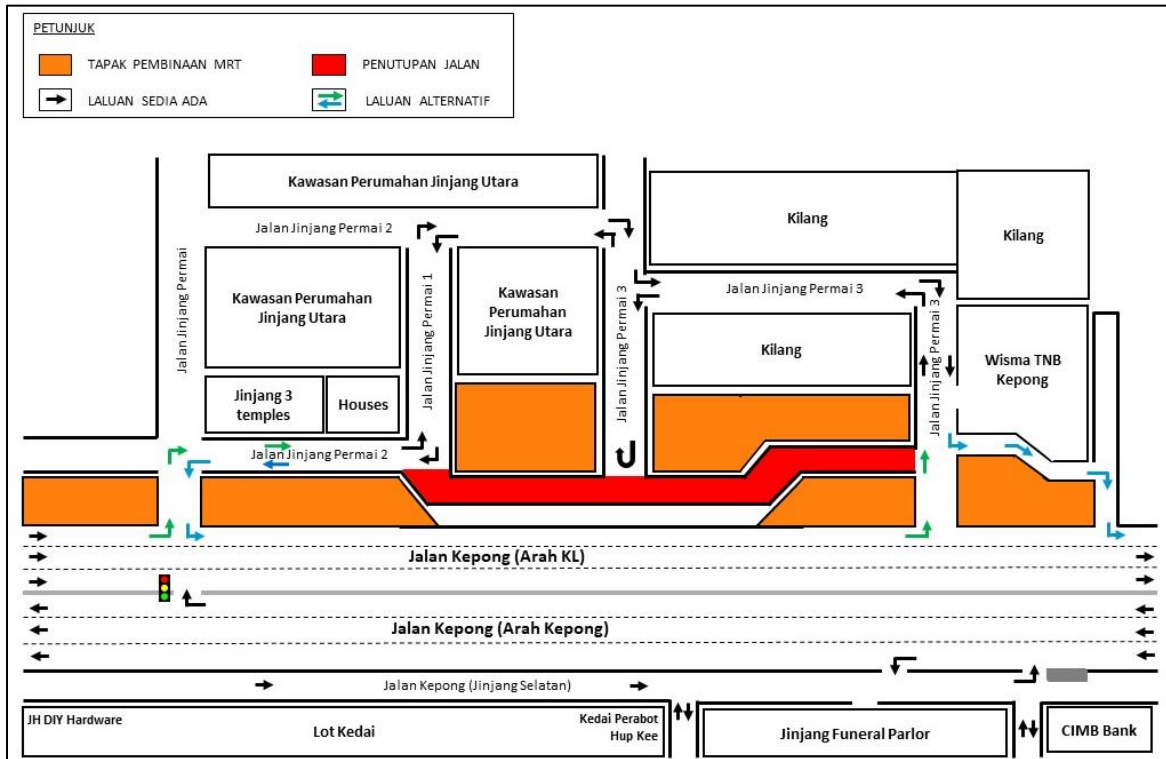 PETUNJUK
TAPAK PEMBINAAN MRT
PENUTUPAN JALAN
LALUAN SEDIA ADA
LALUAN ALTERNATIF
Kawasan Perumahan Jinjang Utara
Kilang
Kilang
Jalan Jinjang Permai 2
Jalan Jinjang Permai
Kawasan Perumahan
Jinjang Utara
Jalan Jinjang Permai 1
Kawasan
Perumahan
Jinjang Utara
Jalan Jinjang Permai 3
Jalan Jinjang Permai 3
Kilang
Jalan Jinjang Permai 3
Wisma TNB
Kepong
Jinjang 3
temples
Houses
Jalan Jinjang Permai 2
Jalan Kepong (Arah KL)
Jalan Kepong (Arah Kepong)
Jalan Kepong (Jinjang Selatan)
JH DIY Hardware
Lot Kedai
Kedai Perabot
Hup Kee
Jinjang Funeral Parlor
CIMB Bank